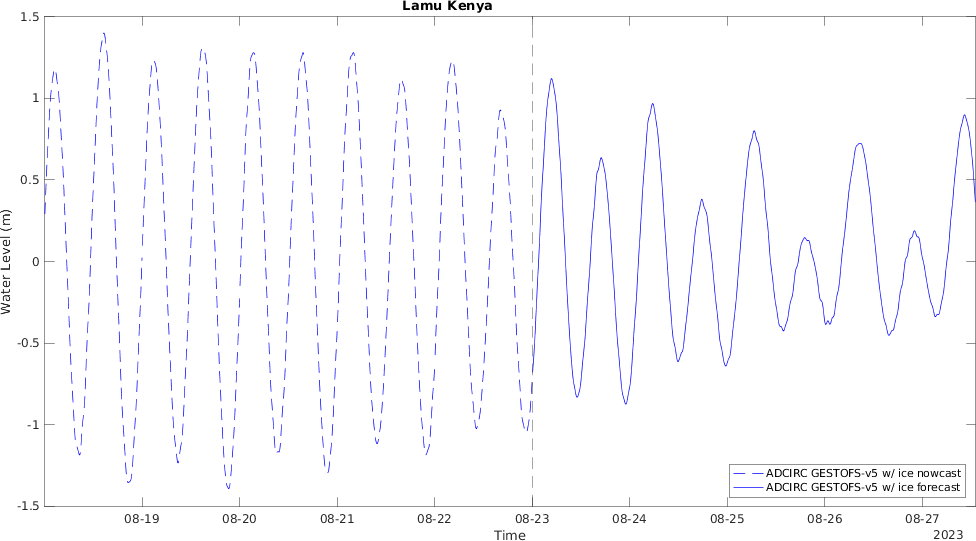 Lamu Kenya
1.5
1
0.5
0
-0.5
-1
-1.5
Water Level (m)
08-19 08-20 08-21 08-22 08-23 08-24 08-25 08-26 08-27
Time
2023
ADCIRC GESTOFS-v5 w/ ice nowcast
ADCIRC GESTOFS-v5 w/ ice forecast